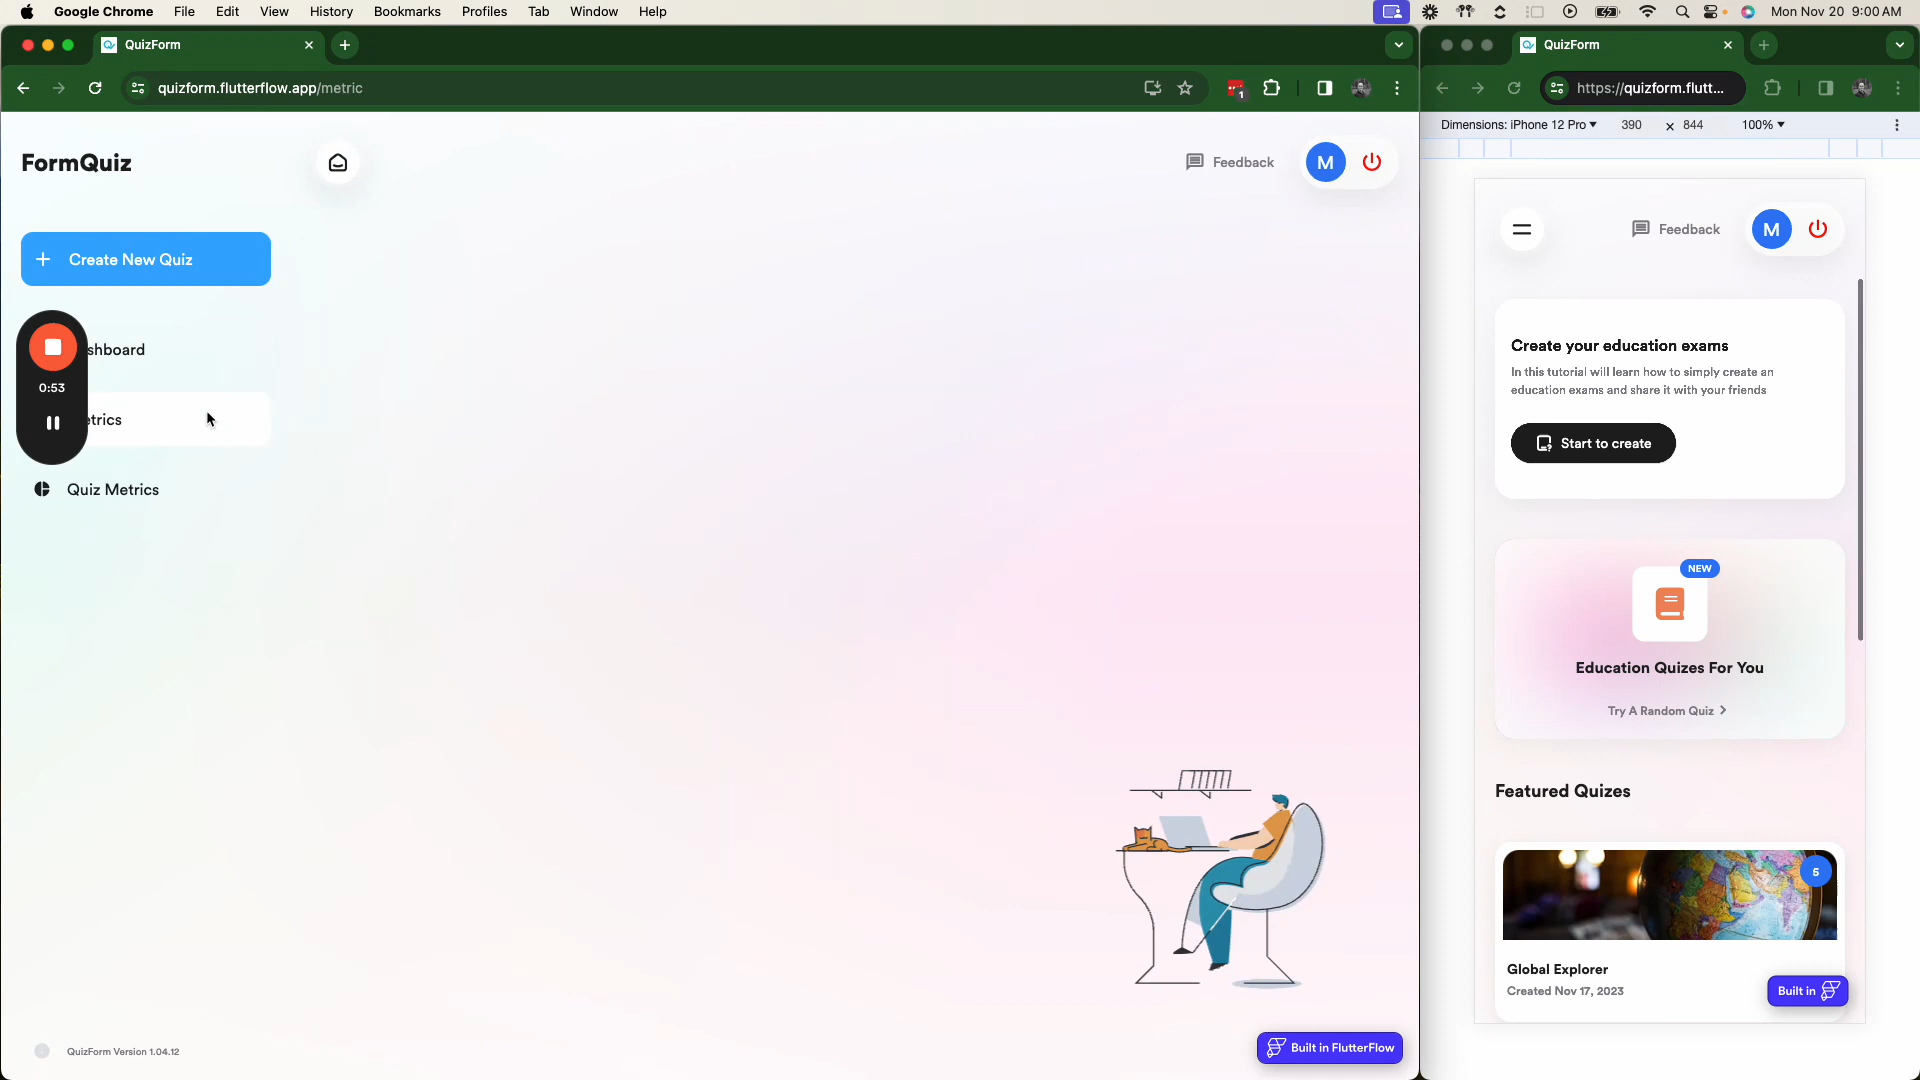 Google Chrome File Edit View History Bookmarks Profiles Tab Window Help Mon Nov 20 9:00 AM
QuizForm
QuizForm
quizform.flutterflow.app/metric
1
https://quizform.flutt...
Dimensions: iPhone 12 Pro 390 x 844 100%
FormQuiz
Feedback M
Create New Quiz
shboard
0:53
etrics
Quiz Metrics
QuizForm Version 1.04.12
Built in FlutterFlow
Feedback M
Create your education exams
In this tutorial will learn how to simply create an
education exams and share it with your friends
Start to create
NEW
Education Quizes For You
Try A Random Quiz
Featured Quizes
5
Global Explorer
Created Nov 17, 2023
Built in